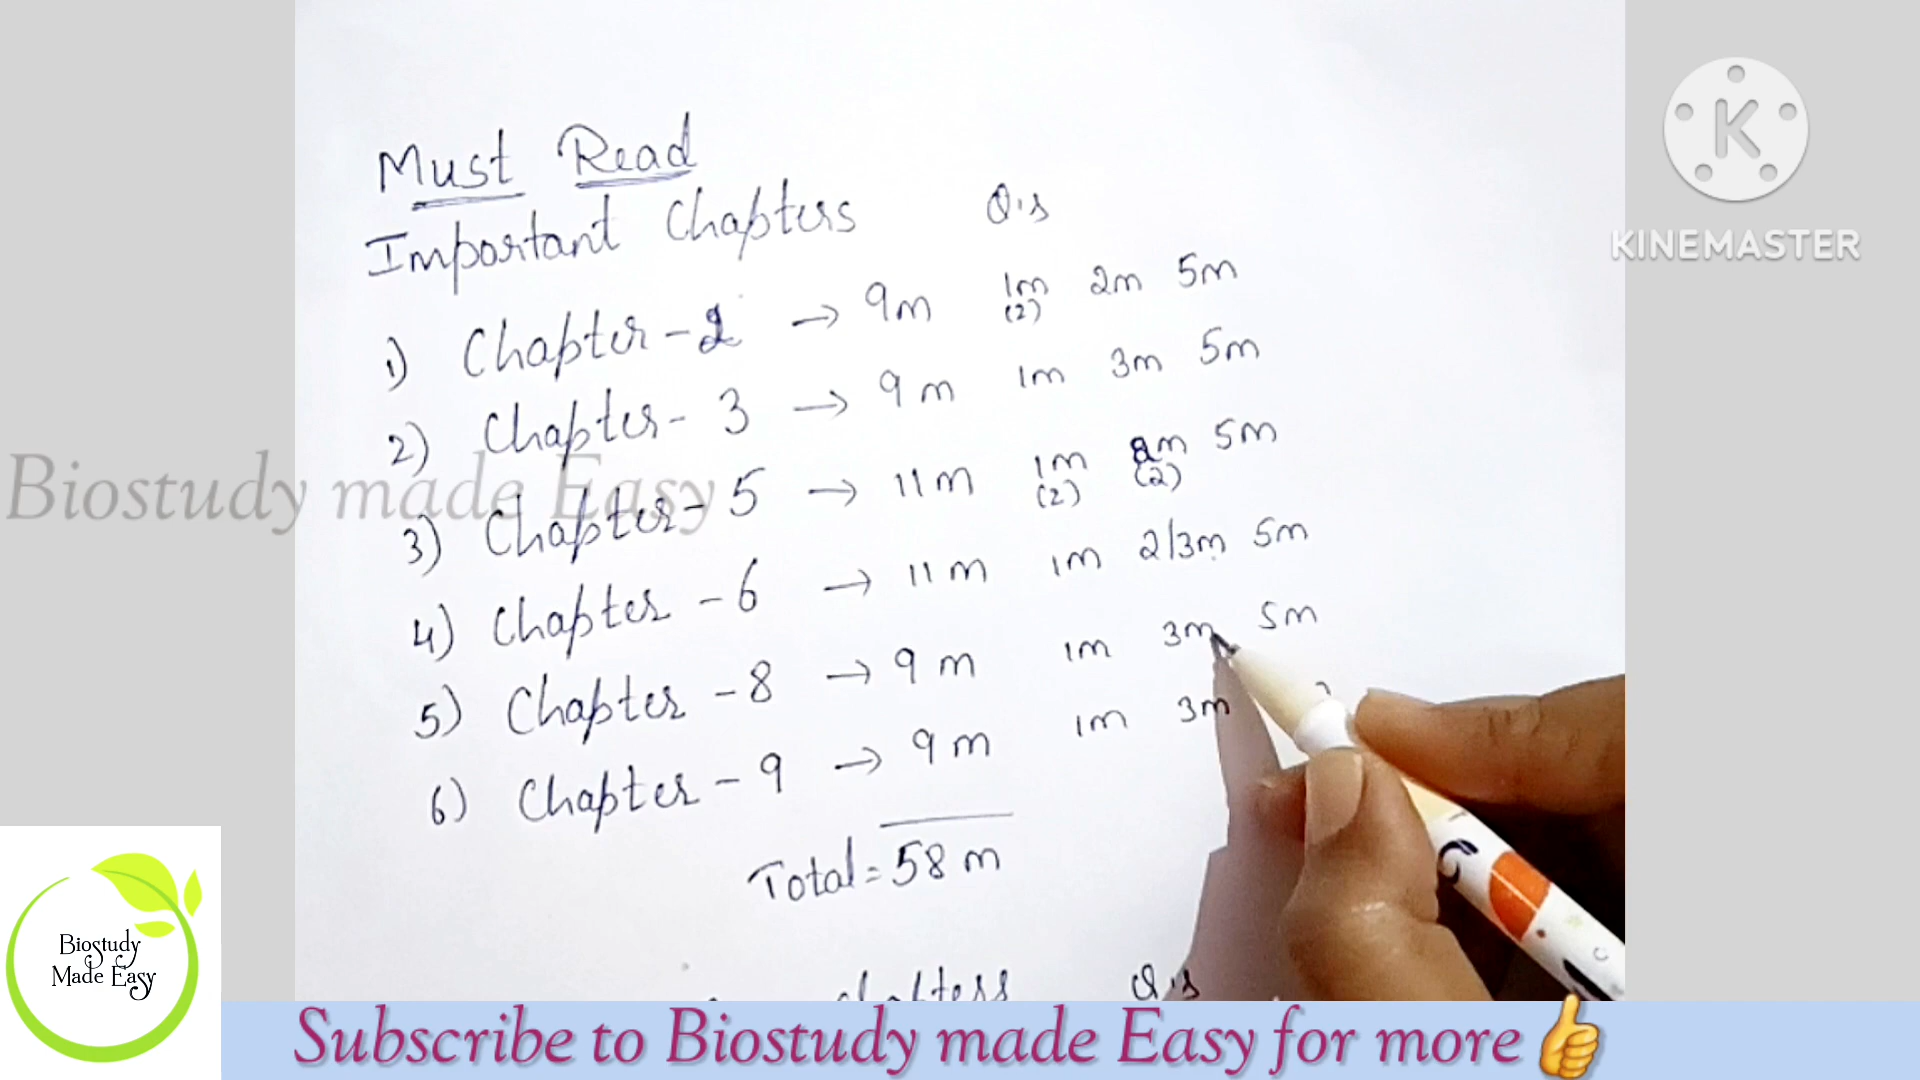 Must Read
Important Chapters Q.s
1) Chapter - 2 → 9m 1m (2) 2m 5m
2) Chapter - 3 → 9m 1m 3m 5m
3) Chapter - 5 → 11m 1m (2) 2m (2) 5m
4) Chapter - 6 → 11m 1m 2/3m 5m
5) Chapter - 8 → 9m 1m 3m 5m
6) Chapter - 9 → 9m 1m 3m
Total = 58m
Q.s
KINEMASTER
Biostudy made Easy
Biostudy
Made Easy
Subscribe to Biostudy made Easy for more 👍